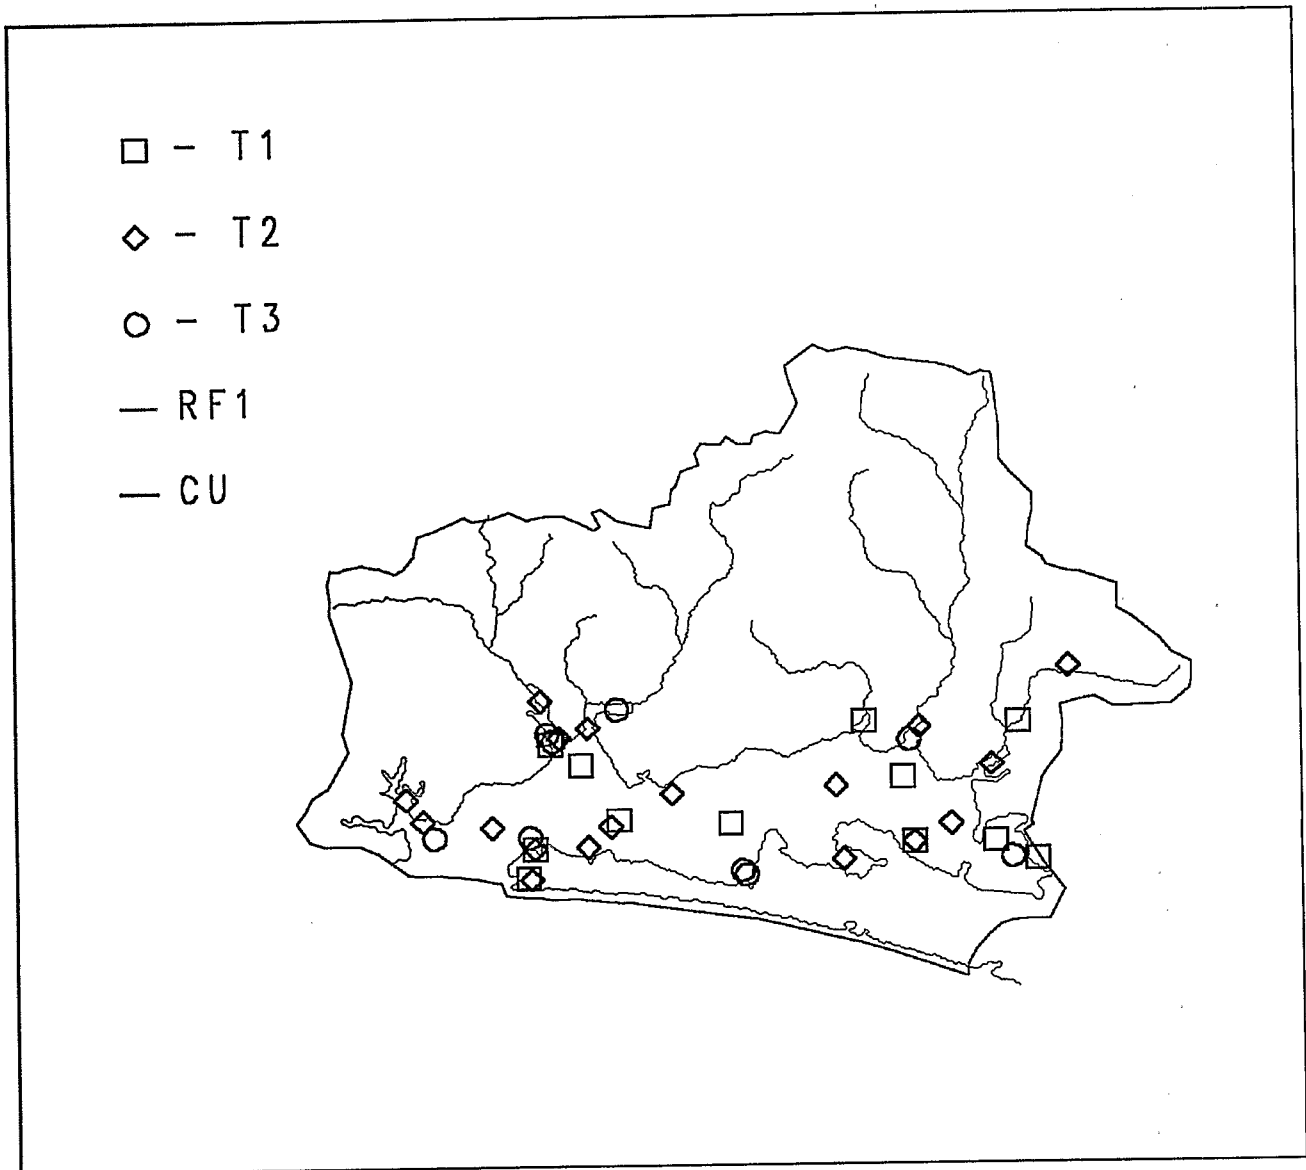 □ - T1
◇ - T2
○ - T3
— RF1
— CU